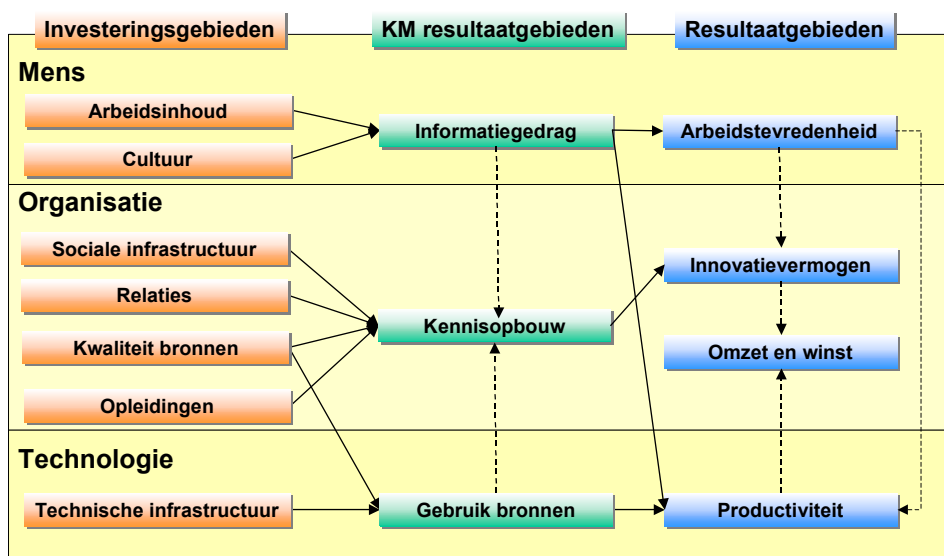 Investeringsgebieden
KM resultaatgebieden
Resultaatgebieden
Mens
Arbeidsinhoud
Informatiegedrag
Arbeidstevredenheid
Cultuur
Organisatie
Sociale infrastructuur
Innovatievermogen
Relaties
Kennisopbouw
Kwaliteit bronnen
Omzet en winst
Opleidingen
Technologie
Technische infrastructuur
Gebruik bronnen
Productiviteit